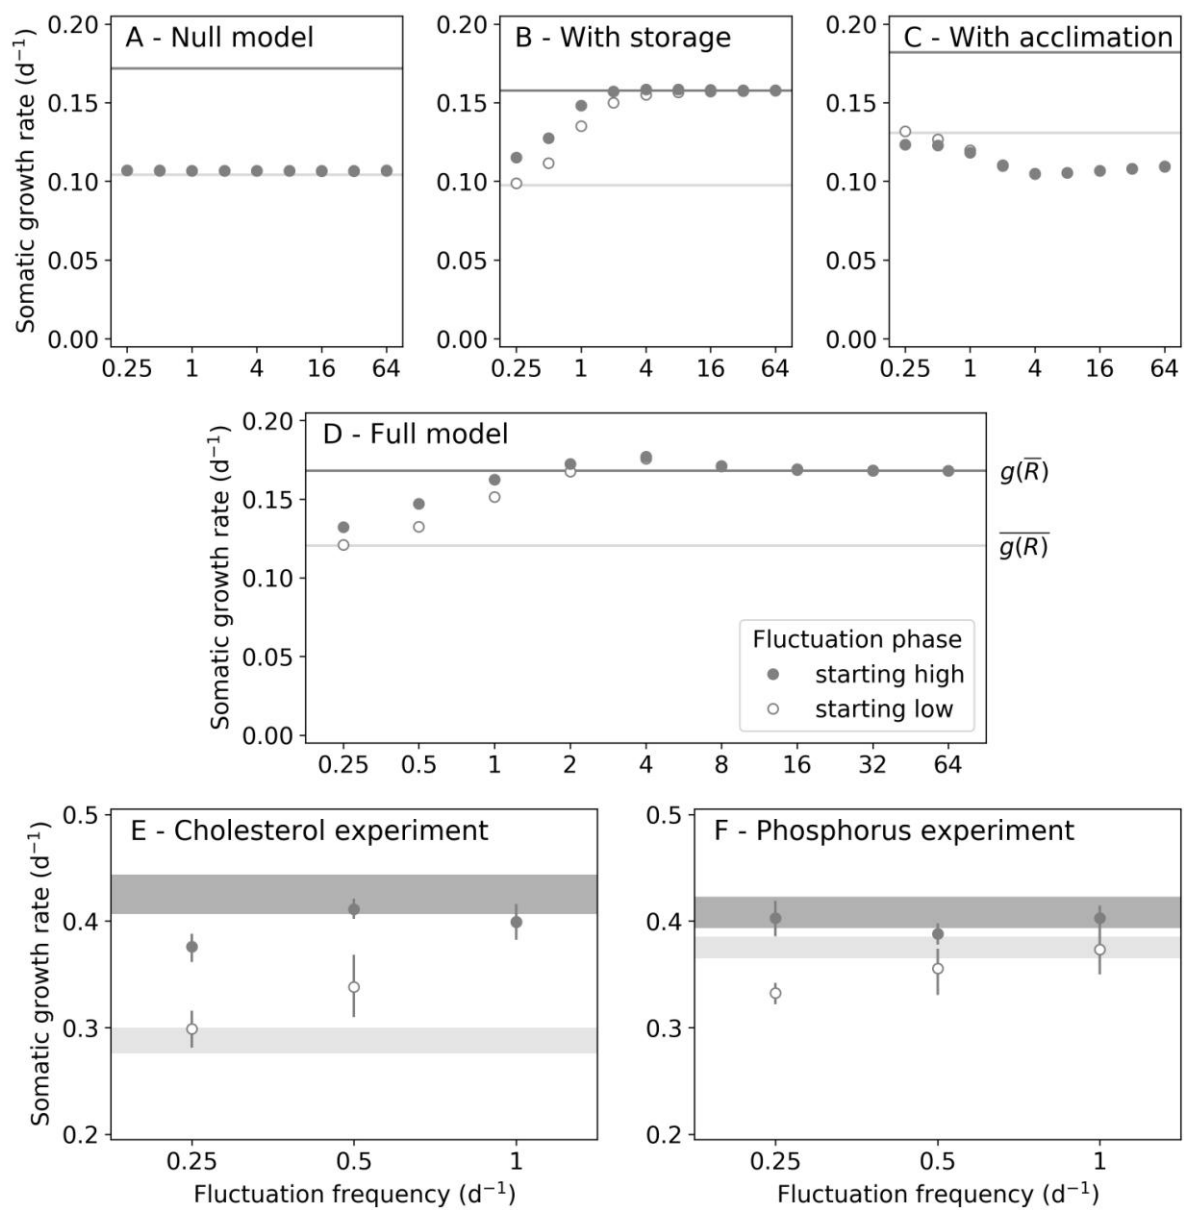 A - Null model
B - With storage
C - With acclimation
Somatic growth rate (d⁻¹)
0.20
0.15
0.10
0.05
0.00
0.25 1 4 16 64
0.20
0.15
0.10
0.05
0.00
0.25 1 4 16 64
0.20
0.15
0.10
0.05
0.00
0.25 1 4 16 64
D - Full model
Somatic growth rate (d⁻¹)
0.20
0.15
0.10
0.05
0.00
0.25 0.5 1 2 4 8 16 32 64
g(R̅)
g̅(̅R̅)̅
Fluctuation phase
starting high
starting low
E - Cholesterol experiment
Somatic growth rate (d⁻¹)
0.5
0.4
0.3
0.2
0.25 0.5 1
Fluctuation frequency (d⁻¹)
F - Phosphorus experiment
0.5
0.4
0.3
0.2
0.25 0.5 1
Fluctuation frequency (d⁻¹)